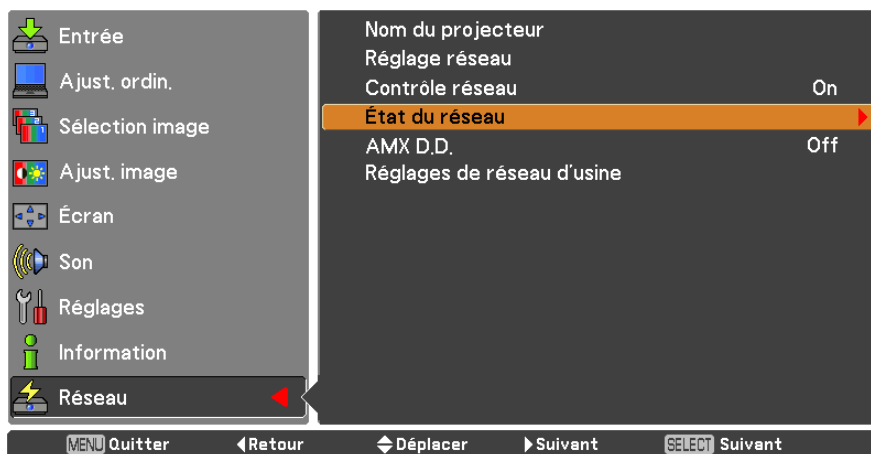 Entrée
Ajust. ordin.
Sélection image
Ajust. image
Écran
Son
Réglages
Information
Réseau
Nom du projecteur
Réglage réseau
Contrôle réseau On
État du réseau
AMX D.D. Off
Réglages de réseau d'usine
MENU Quitter Retour Déplacer Suivant SELECT Suivant